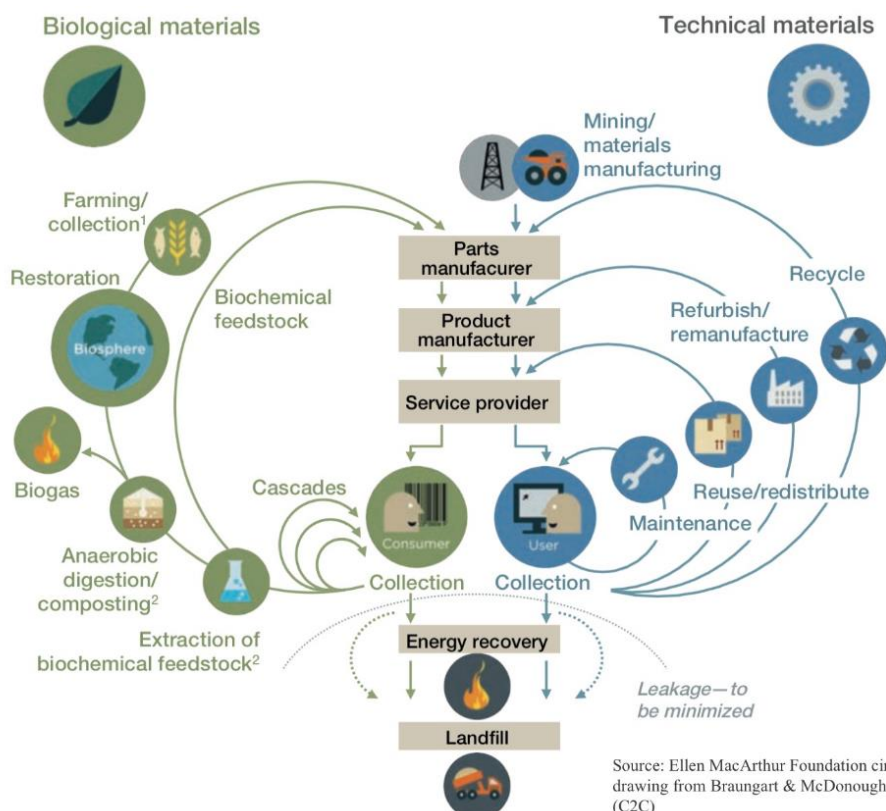 Biological materials
Technical materials
Mining/
materials
manufacturing
Farming/
collection¹
Restoration
Biosphere
Biochemical
feedstock
Biogas
Anaerobic
digestion/
composting²
Extraction of
biochemical feedstock²
Cascades
Parts
manufacurer
Product
manufacturer
Service provider
Consumer
User
Collection
Collection
Recycle
Refurbish/
remanufacture
Reuse/redistribute
Maintenance
Energy recovery
Landfill
Leakage—to
be minimized
Source: Ellen MacArthur Foundation cir
drawing from Braungart & McDonough
(C2C)